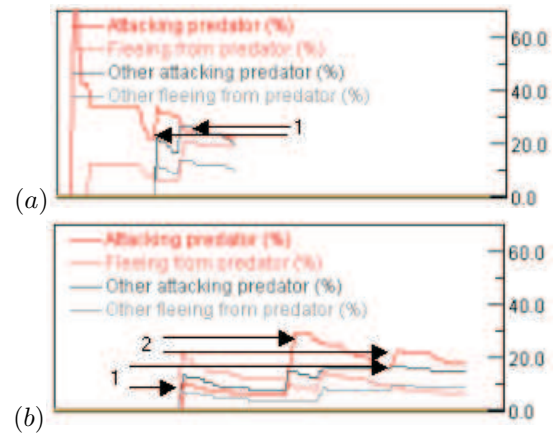 Attacking predator (%)
Fleeing from predator (%)
Other attacking predator (%)
Other fleeing from predator (%)
60.0
40.0
20.0
0.0
1
(a)
Attacking predator (%)
Fleeing from predator (%)
Other attacking predator (%)
Other fleeing from predator (%)
60.0
40.0
20.0
0.0
2
1
(b)